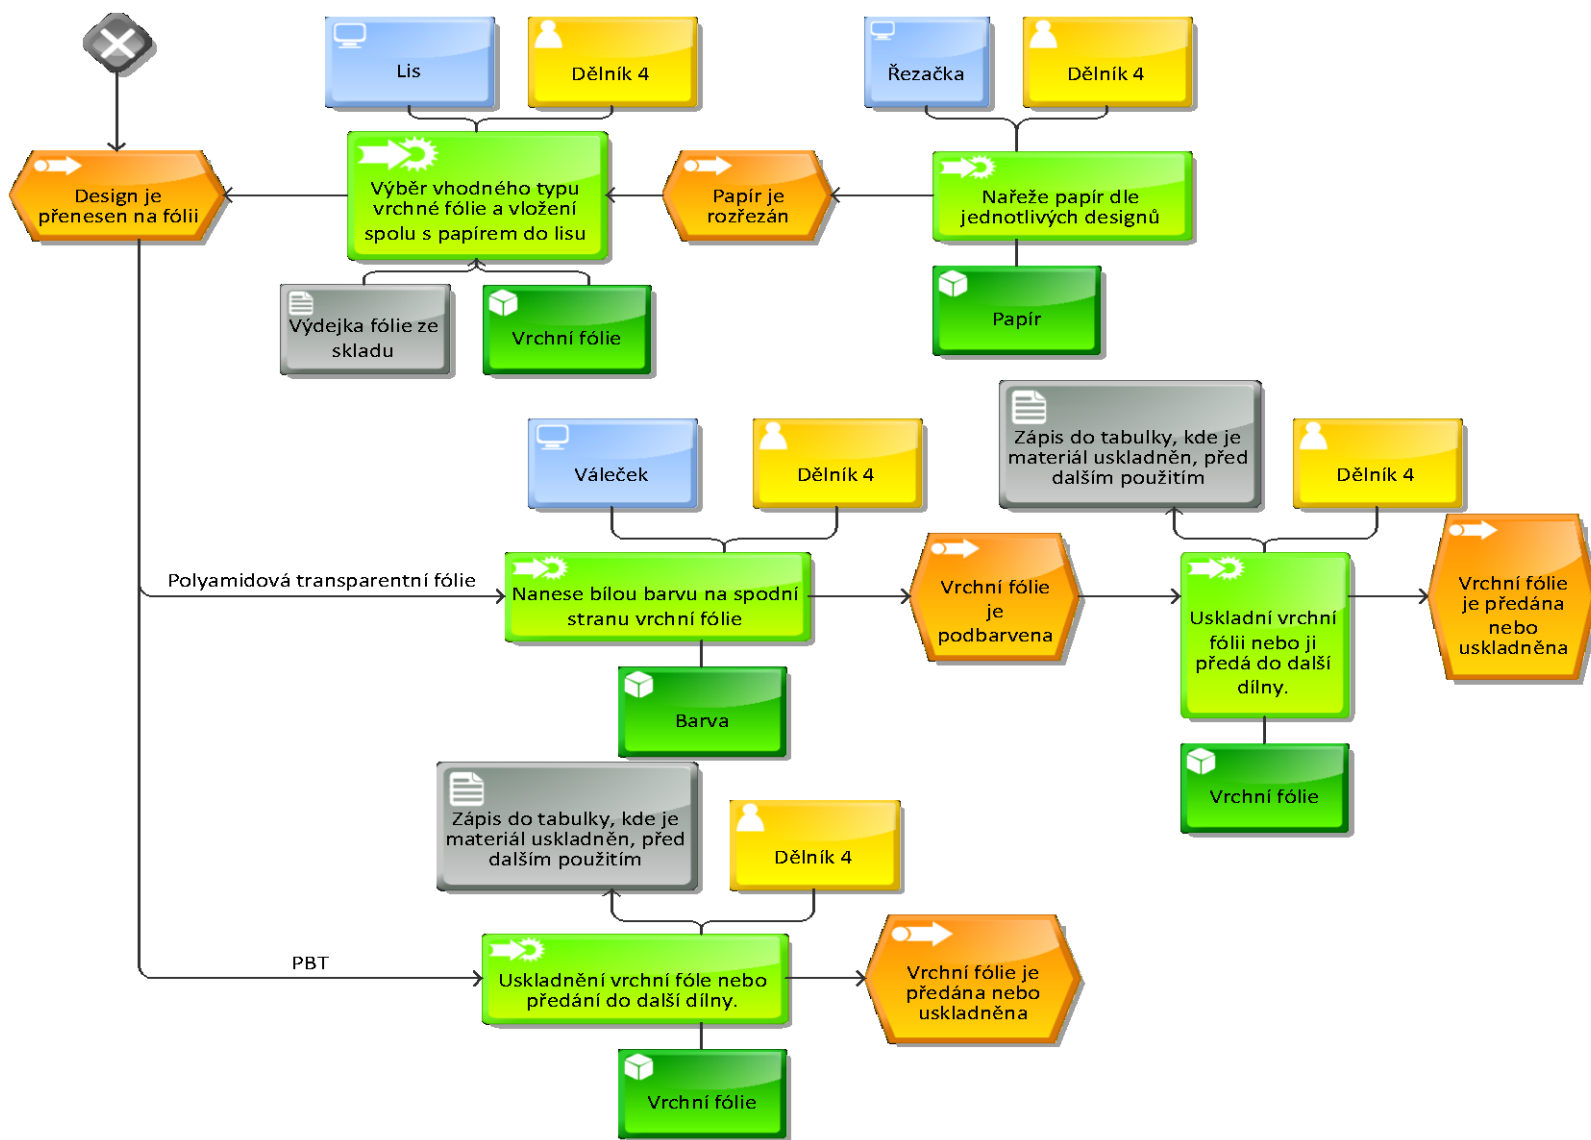 Lis
Dělník 4
Řezačka
Dělník 4
Design je
přenesen na fólii
Výběr vhodného typu
vrchné fólie a vložení
spolu s papírem do lisu
Papír je
rozřezán
Nařeže papír dle
jednotlivých designů
Výdejka fólie ze
skladu
Vrchní fólie
Papír
Váleček
Dělník 4
Zápis do tabulky, kde je
materiál uskladněn, před
dalším použitím
Dělník 4
Polyamidová transparentní fólie
Nanese bílou barvu na spodní
stranu vrchní fólie
Vrchní fólie
je
podbarvena
Uskladní vrchní
fólii nebo ji
předá do další
dílny.
Vrchní fólie
je předána
nebo
uskladněna
Barva
Vrchní fólie
Zápis do tabulky, kde je
materiál uskladněn, před
dalším použitím
Dělník 4
PBT
Uskladnění vrchní fóle nebo
předání do další dílny.
Vrchní fólie je
předána nebo
uskladněna
Vrchní fólie